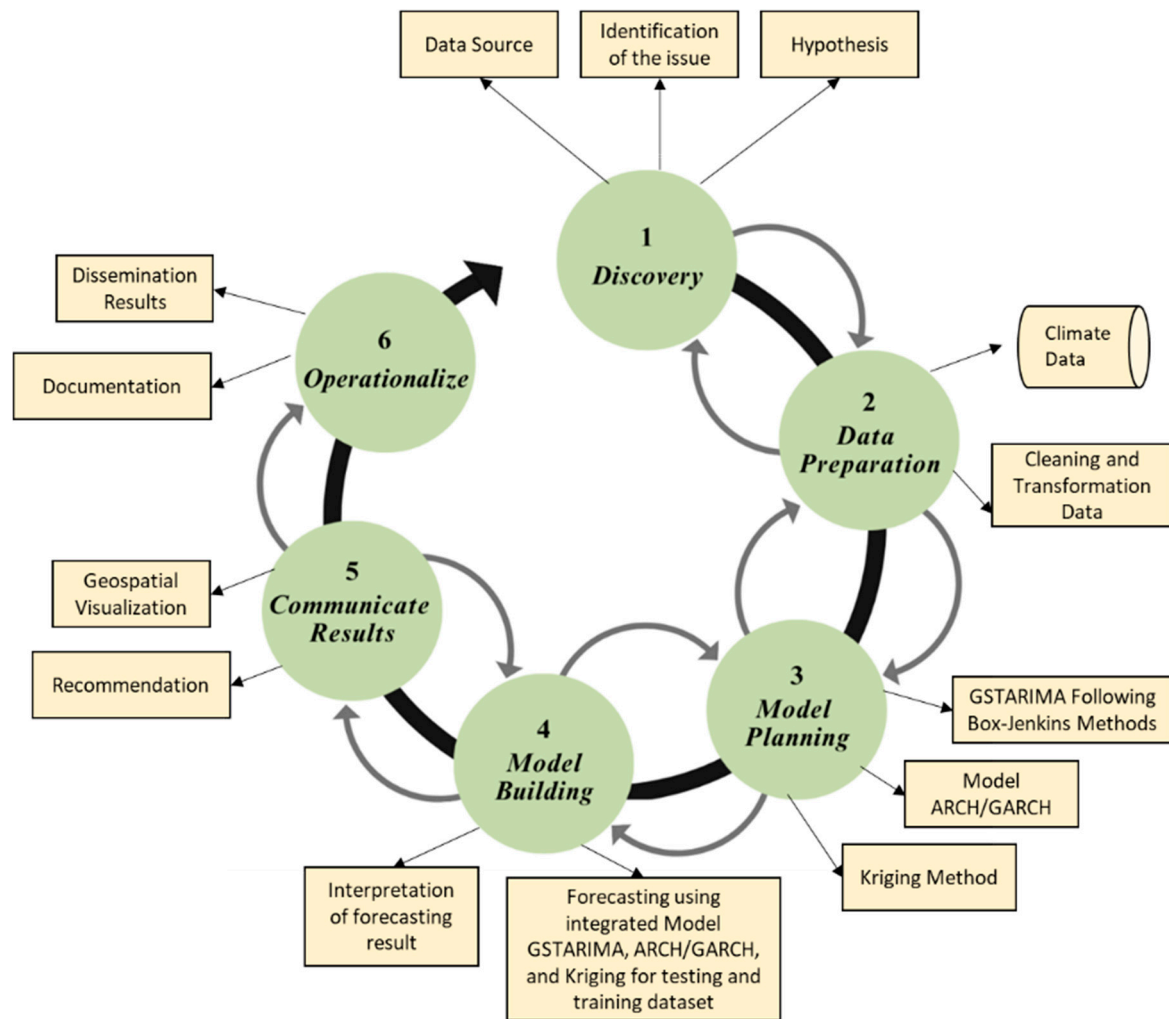 Data Source
Identification
of the issue
Hypothesis
1
Discovery
Climate
Data
2
Data
Preparation
Cleaning and
Transformation
Data
3
Model
Planning
GSTARIMA Following
Box-Jenkins Methods
Model
ARCH/GARCH
Kriging Method
4
Model
Building
Forecasting using
integrated Model
GSTARIMA, ARCH/GARCH,
and Kriging for testing and
training dataset
Interpretation
of forecasting
result
5
Communicate
Results
Geospatial
Visualization
Recommendation
6
Operationalize
Dissemination
Results
Documentation